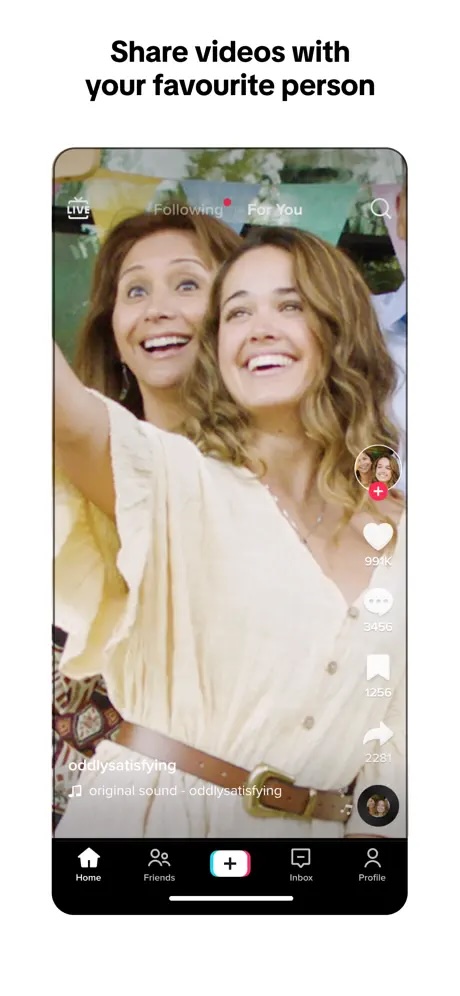 Share videos with
your favourite person
LIVE
Following
For You
991K
3456
1256
2281
oddlysatisfying
original sound - oddlysatisfying
Home
Friends
Inbox
Profile